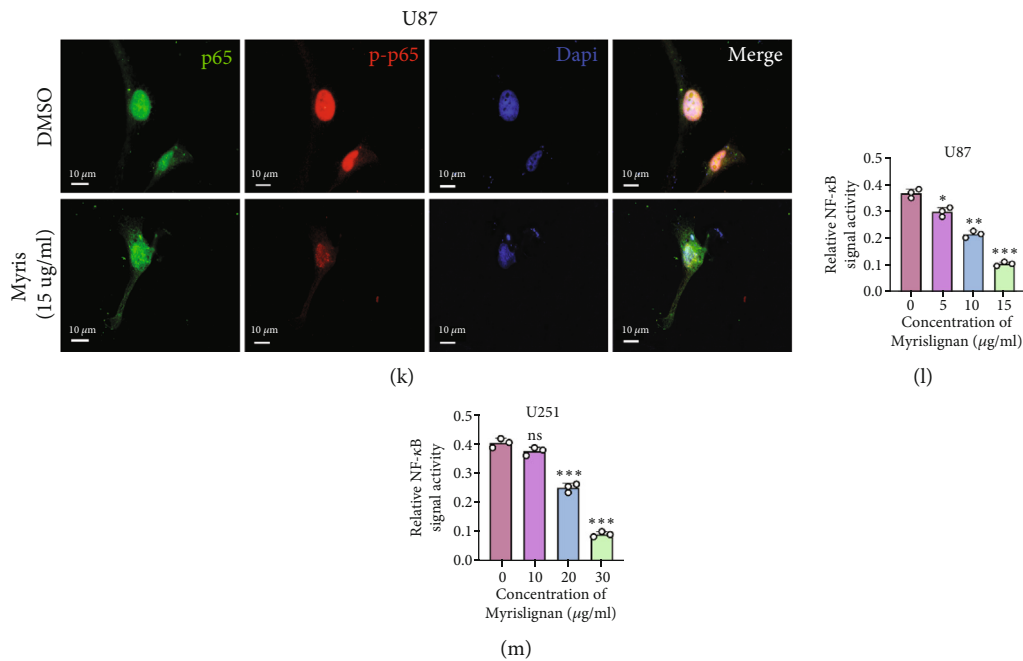 U87
p65
p-p65
Dapi
Merge
DMSO
10 μm
10 μm
10 μm
10 μm
Myris
(15 ug/ml)
10 μm
10 μm
10 μm
10 μm
(k)
U87
Relative NF-κB
signal activity
0.5
0.4
0.3
0.2
0.1
0.0
*
**
***
0 5 10 15
Concentration of
Myrislignan (μg/ml)
(l)
U251
Relative NF-κB
signal activity
0.5
0.4
0.3
0.2
0.1
0.0
ns
***
***
0 10 20 30
Concentration of
Myrislignan (μg/ml)
(m)